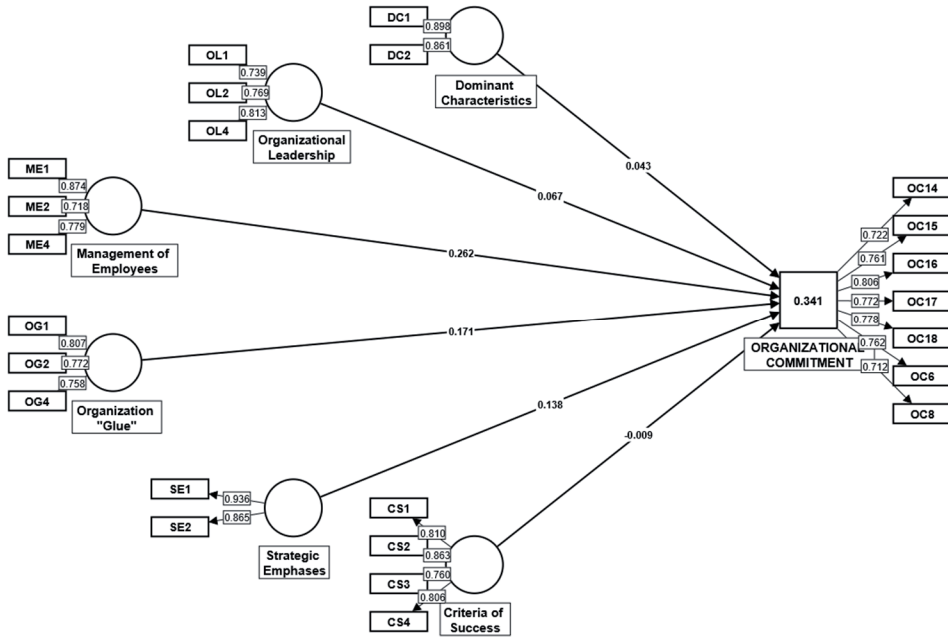 DC1
0.898
DC2
0.861
Dominant
Characteristics
OL1
0.739
OL2
0.769
OL4
0.813
Organizational
Leadership
ME1
0.874
ME2
0.718
ME4
0.779
Management of
Employees
OG1
0.807
OG2
0.772
OG4
0.758
Organization
"Glue"
SE1
0.936
SE2
0.865
Strategic
Emphases
CS1
0.810
CS2
0.863
CS3
0.760
CS4
0.806
Criteria of
Success
0.043
0.067
0.262
0.171
0.138
-0.009
0.341
ORGANIZATIONAL
COMMITMENT
OC14
0.722
OC15
0.761
OC16
0.806
OC17
0.772
OC18
0.778
OC6
0.762
OC8
0.712